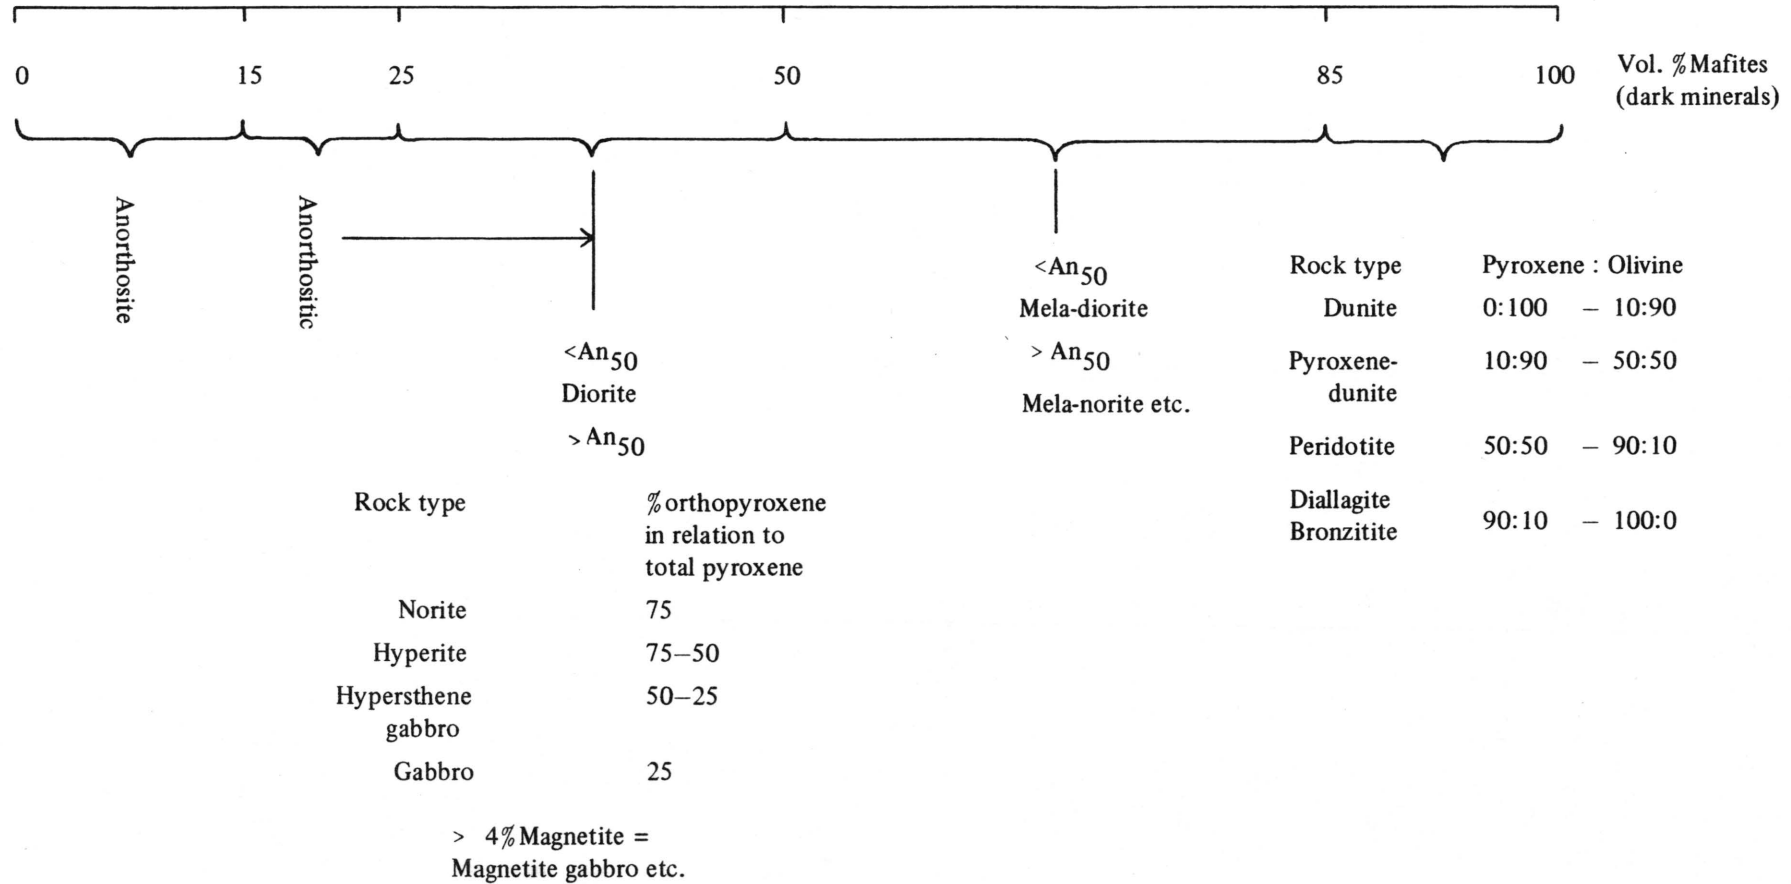 0 15 25 50 85 100 Vol. % Mafites
(dark minerals)
Anorthosite
Anorthositic
<An50
Diorite
> An50
Rock type % orthopyroxene
in relation to
total pyroxene
Norite 75
Hyperite 75–50
Hypersthene 50–25
gabbro
Gabbro 25
> 4% Magnetite =
Magnetite gabbro etc.
<An50
Mela-diorite
> An50
Mela-norite etc.
Rock type Pyroxene : Olivine
Dunite 0:100 – 10:90
Pyroxene- 10:90 – 50:50
dunite
Peridotite 50:50 – 90:10
Diallagite
Bronzitite 90:10 – 100:0